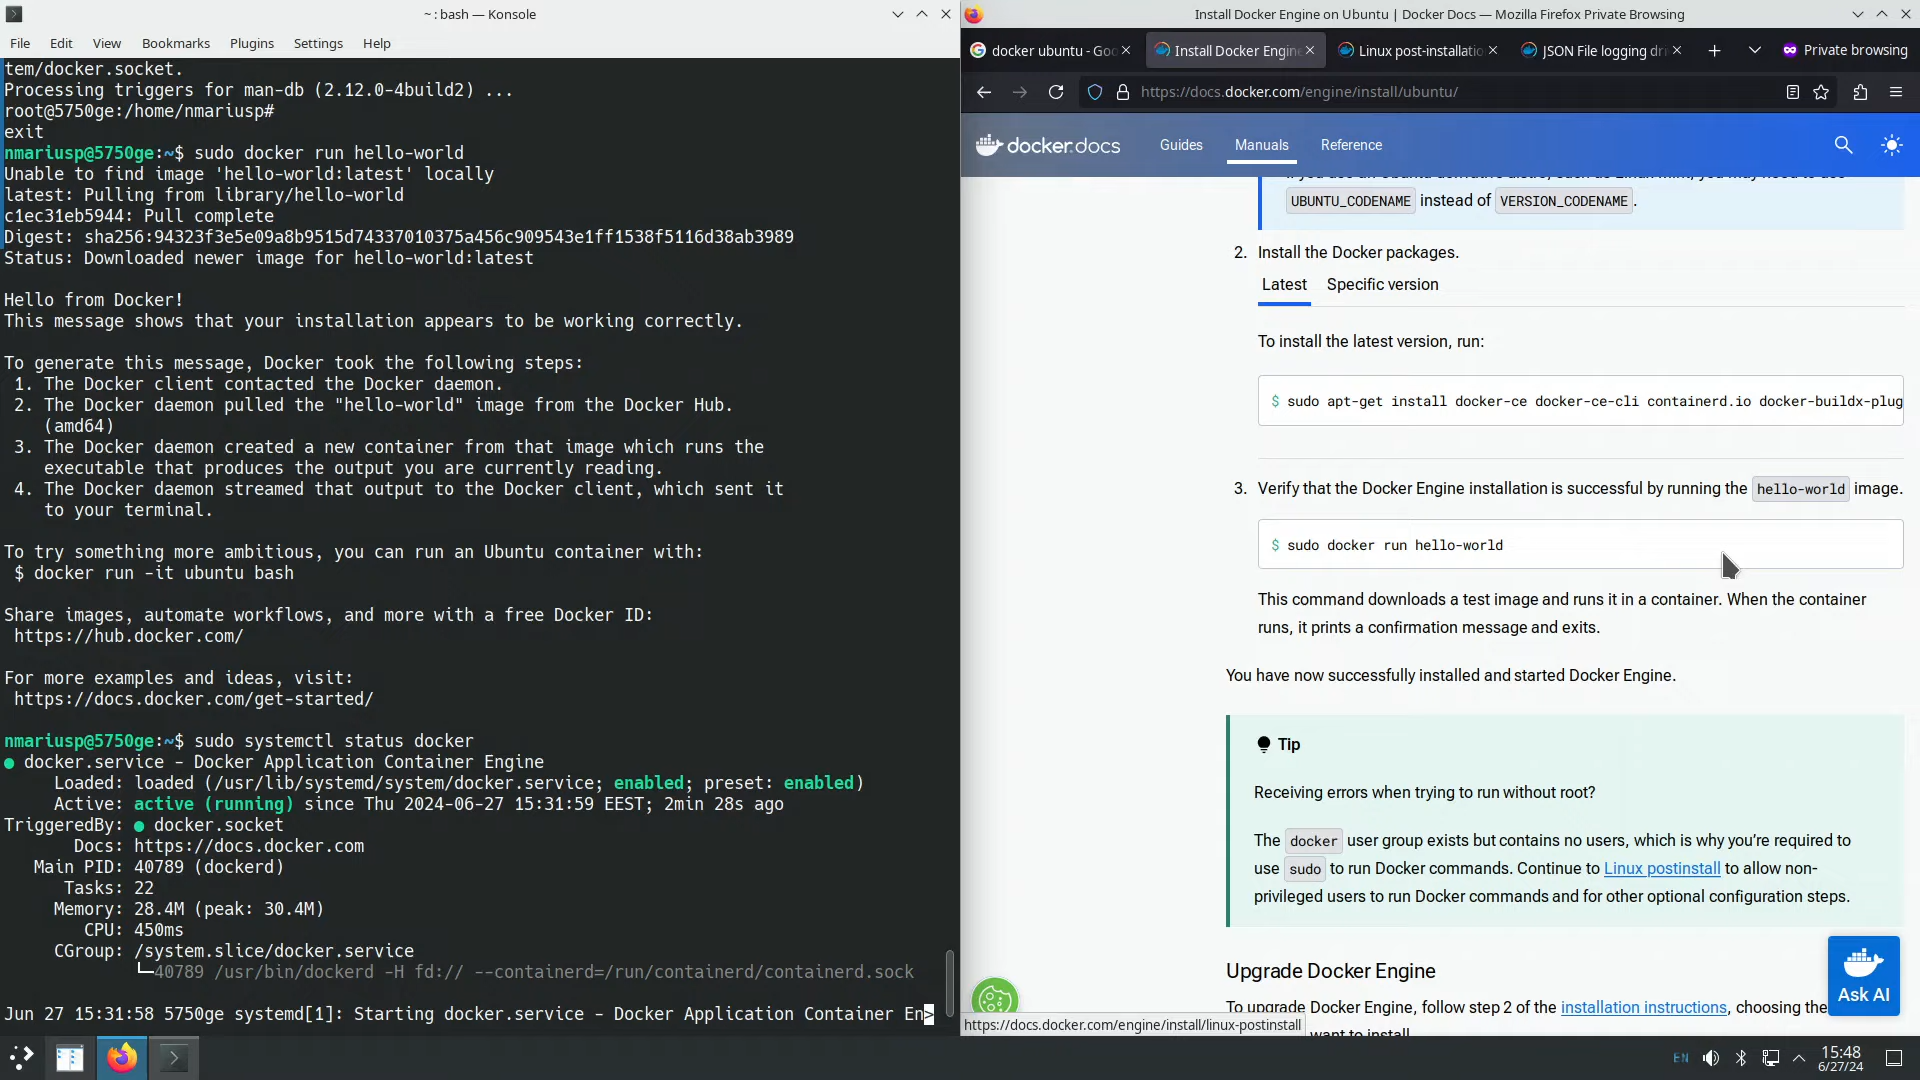 ~ : bash — Konsole
File Edit View Bookmarks Plugins Settings Help
tem/docker.socket.
Processing triggers for man-db (2.12.0-4build2) ...
root@5750ge:/home/nmariusp#
exit
nmariusp@5750ge:~$ sudo docker run hello-world
Unable to find image 'hello-world:latest' locally
latest: Pulling from library/hello-world
c1ec31eb5944: Pull complete
Digest: sha256:94323f3e5e09a8b9515d74337010375a456c909543e1ff1538f5116d38ab3989
Status: Downloaded newer image for hello-world:latest
Hello from Docker!
This message shows that your installation appears to be working correctly.
To generate this message, Docker took the following steps:
1. The Docker client contacted the Docker daemon.
2. The Docker daemon pulled the "hello-world" image from the Docker Hub.
(amd64)
3. The Docker daemon created a new container from that image which runs the
executable that produces the output you are currently reading.
4. The Docker daemon streamed that output to the Docker client, which sent it
to your terminal.
To try something more ambitious, you can run an Ubuntu container with:
$ docker run -it ubuntu bash
Share images, automate workflows, and more with a free Docker ID:
https://hub.docker.com/
For more examples and ideas, visit:
https://docs.docker.com/get-started/
nmariusp@5750ge:~$ sudo systemctl status docker
● docker.service - Docker Application Container Engine
Loaded: loaded (/usr/lib/systemd/system/docker.service; enabled; preset: enabled)
Active: active (running) since Thu 2024-06-27 15:31:59 EEST; 2min 28s ago
TriggeredBy: ● docker.socket
Docs: https://docs.docker.com
Main PID: 40789 (dockerd)
Tasks: 22
Memory: 28.4M (peak: 30.4M)
CPU: 450ms
CGroup: /system.slice/docker.service
└─40789 /usr/bin/dockerd -H fd:// --containerd=/run/containerd/containerd.sock
Jun 27 15:31:58 5750ge systemd[1]: Starting docker.service - Docker Application Container En>
Install Docker Engine on Ubuntu | Docker Docs — Mozilla Firefox Private Browsing
docker ubuntu - Goo
Install Docker Engine
Linux post-installatio
JSON File logging dri
Private browsing
https://docs.docker.com/engine/install/ubuntu/
docker.docs Guides Manuals Reference
UBUNTU_CODENAME instead of VERSION_CODENAME.
2. Install the Docker packages.
Latest Specific version
To install the latest version, run:
$ sudo apt-get install docker-ce docker-ce-cli containerd.io docker-buildx-plug
3. Verify that the Docker Engine installation is successful by running the hello-world image.
$ sudo docker run hello-world
This command downloads a test image and runs it in a container. When the container
runs, it prints a confirmation message and exits.
You have now successfully installed and started Docker Engine.
Tip
Receiving errors when trying to run without root?
The docker user group exists but contains no users, which is why you’re required to
use sudo to run Docker commands. Continue to Linux postinstall to allow non-
privileged users to run Docker commands and for other optional configuration steps.
Upgrade Docker Engine
To upgrade Docker Engine, follow step 2 of the installation instructions, choosing the
want to install.
Ask AI
https://docs.docker.com/engine/install/linux-postinstall
EN
15:48
6/27/24